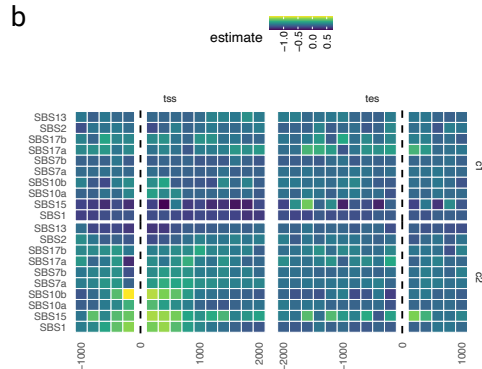 b
estimate
-1.0
-0.5
0.0
0.5
tss
tes
SBS13
SBS2
SBS17b
SBS17a
SBS7b
SBS7a
SBS10b
SBS10a
SBS15
SBS1
SBS13
SBS2
SBS17b
SBS17a
SBS7b
SBS7a
SBS10b
SBS10a
SBS15
SBS1
c1
G2
-1000
0
1000
2000
-2000
-1000
0
1000